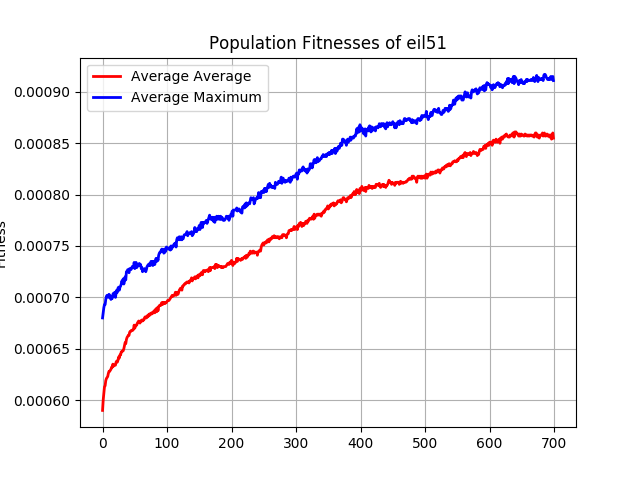 Population Fitnesses of eil51
Average Average
Average Maximum
0.00090
0.00085
0.00080
0.00075
0.00070
0.00065
0.00060
Fitness
0 100 200 300 400 500 600 700